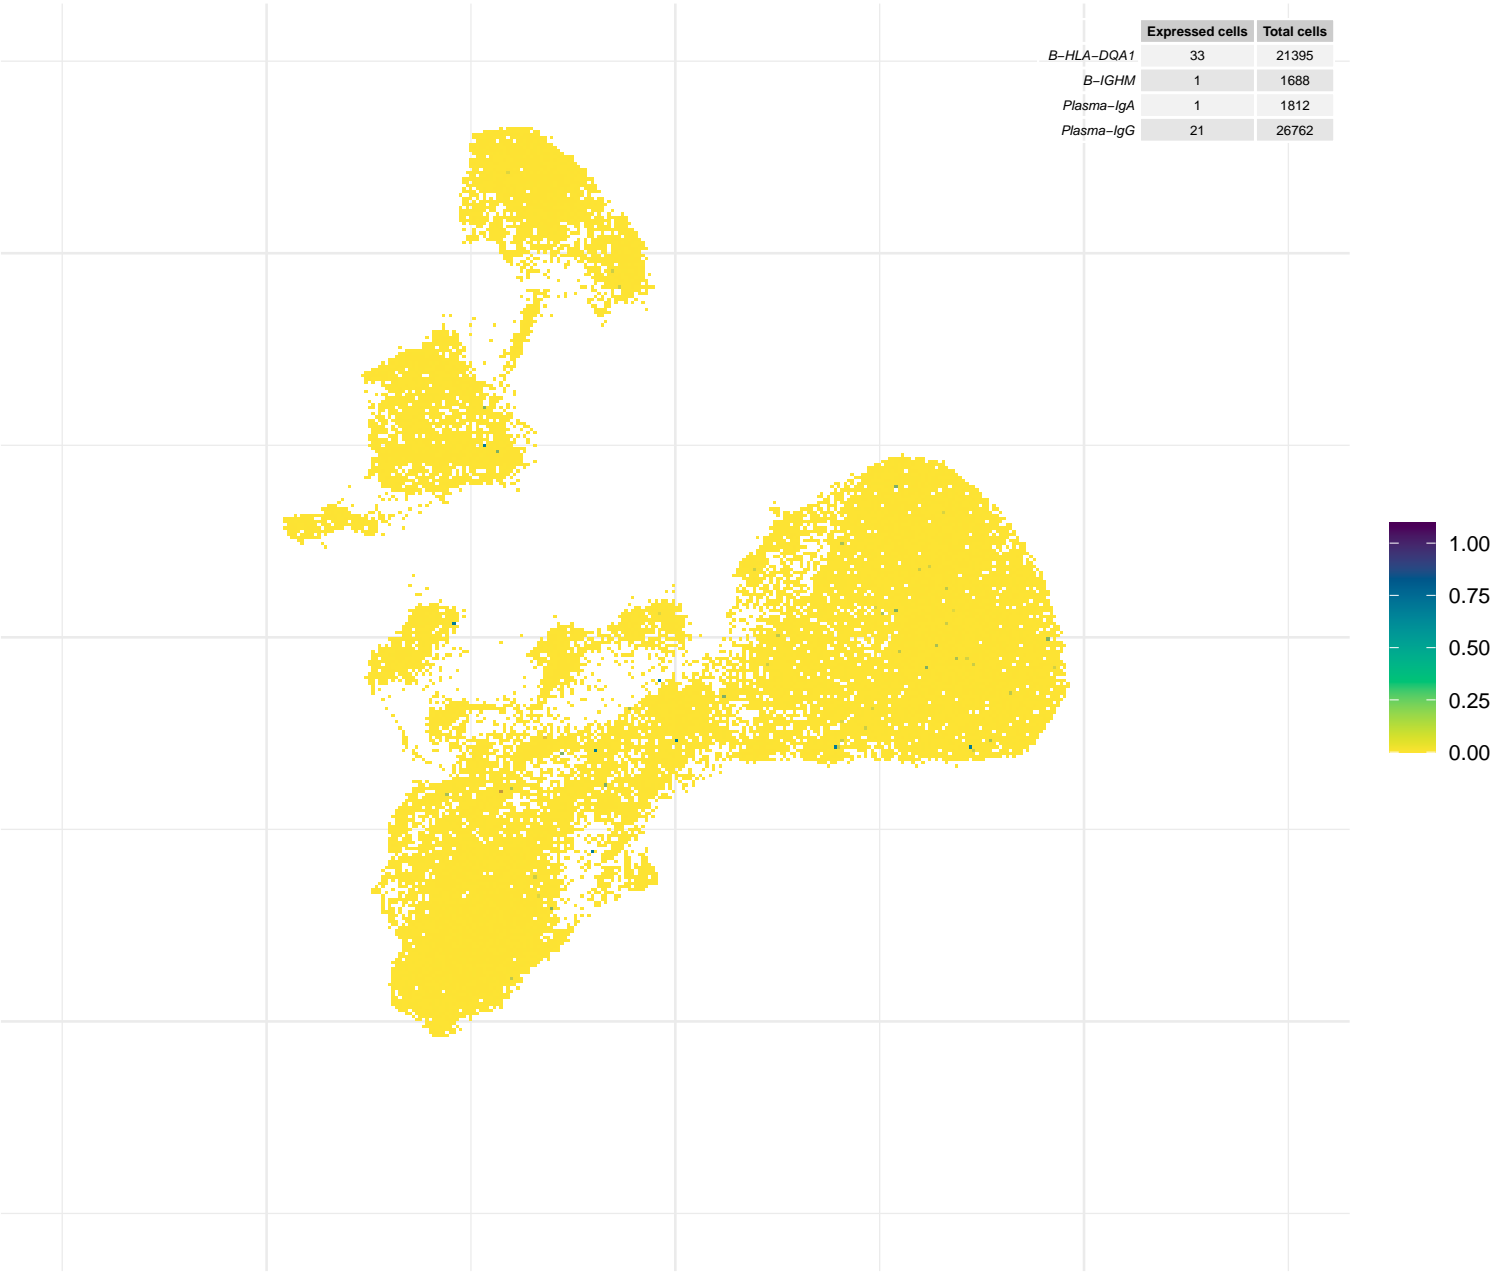 Expressed cells Total cells
B−HLA−DQA1 33 21395
B−IGHM 1 1688
Plasma−IgA 1 1812
Plasma−IgG 21 26762
1.00
0.75
0.50
0.25
0.00